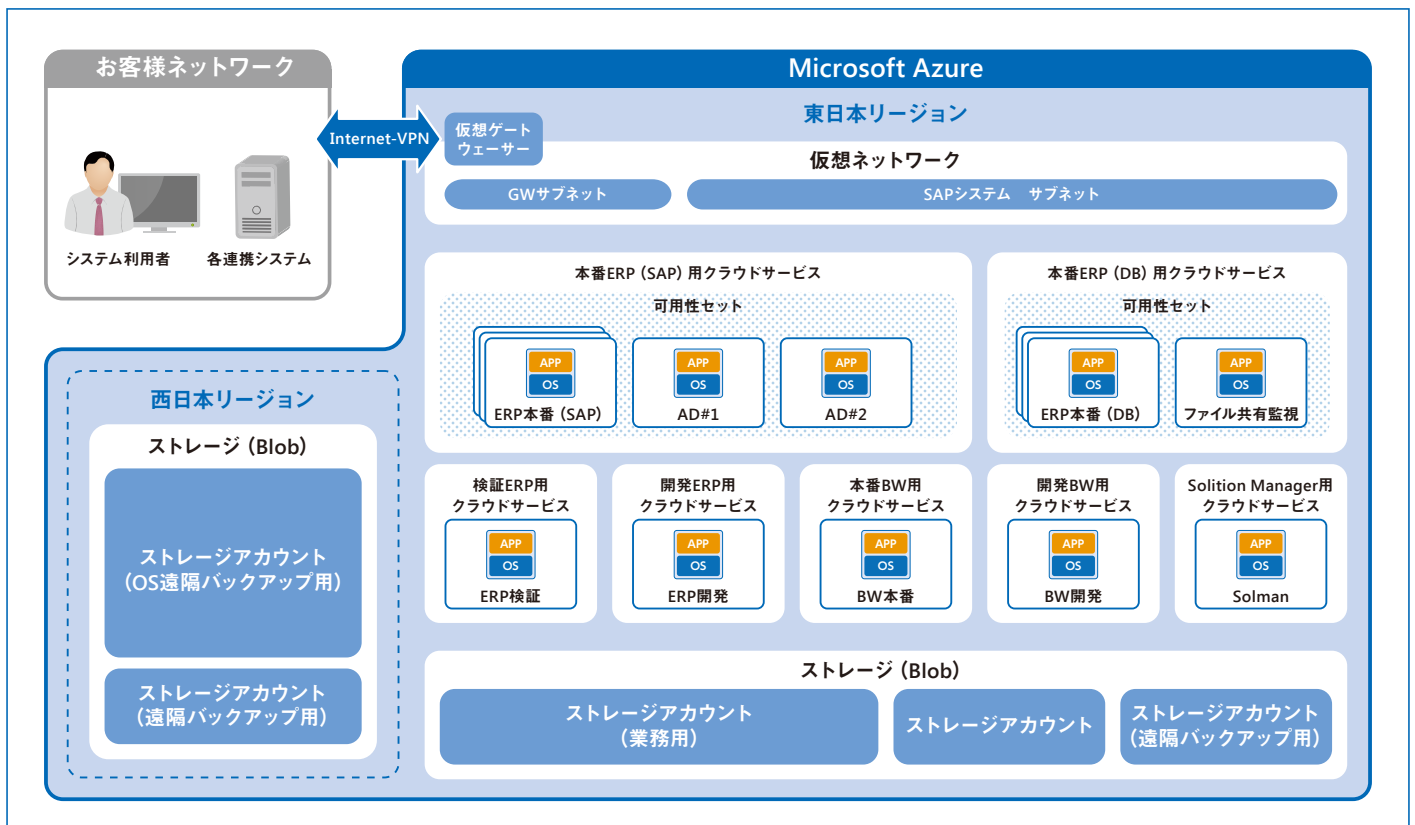 お客様ネットワーク
システム利用者
各連携システム
Internet-VPN
Microsoft Azure
東日本リージョン
仮想ゲート
ウェーサー
仮想ネットワーク
GWサブネット
SAPシステム サブネット
本番ERP（SAP）用クラウドサービス
可用性セット
APP
OS
ERP本番（SAP）
APP
OS
AD#1
APP
OS
AD#2
本番ERP（DB）用クラウドサービス
可用性セット
APP
OS
ERP本番（DB）
APP
OS
ファイル共有監視
検証ERP用
クラウドサービス
APP
OS
ERP検証
開発ERP用
クラウドサービス
APP
OS
ERP開発
本番BW用
クラウドサービス
APP
OS
BW本番
開発BW用
クラウドサービス
APP
OS
BW開発
Solition Manager用
クラウドサービス
APP
OS
Solman
ストレージ（Blob）
ストレージアカウント
（業務用）
ストレージアカウント
ストレージアカウント
（遠隔バックアップ用）
西日本リージョン
ストレージ（Blob）
ストレージアカウント
（OS遠隔バックアップ用）
ストレージアカウント
（遠隔バックアップ用）